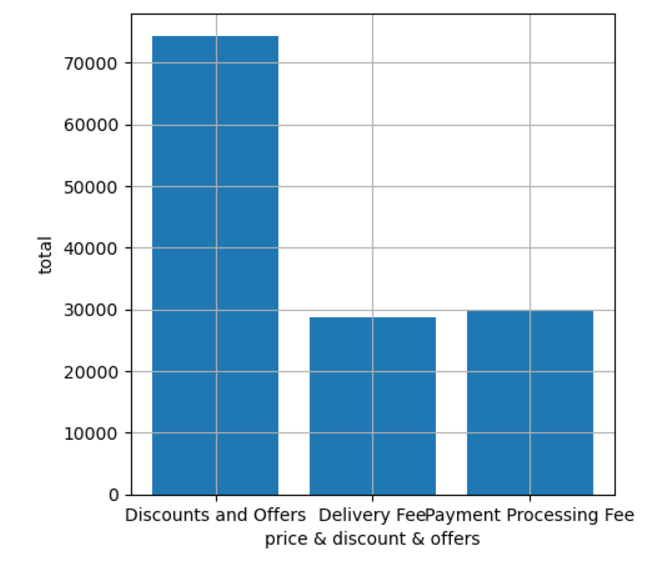 70000
60000
50000
40000
30000
20000
10000
0
total
Discounts and Offers Delivery Fee Payment Processing Fee
price & discount & offers